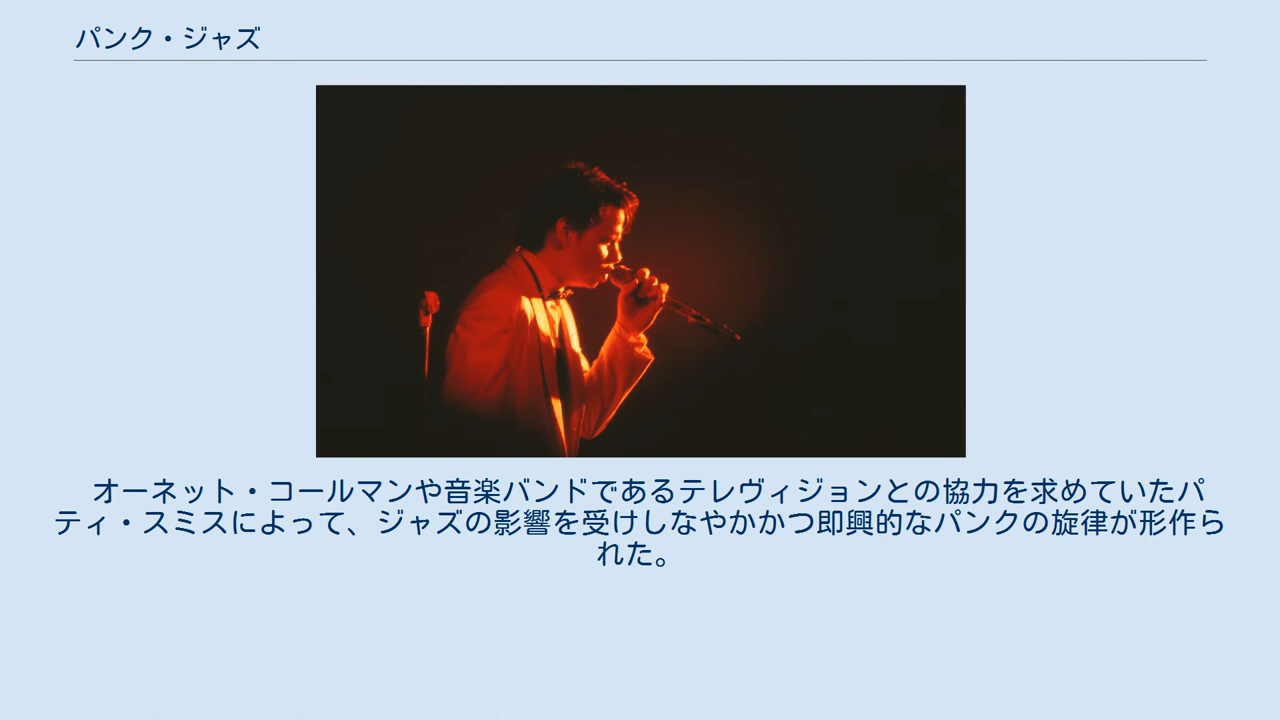 パンク・ジャズ
オーネット・コールマンや音楽バンドであるテレヴィジョンとの協力を求めていたパ
ティ・スミスによって、ジャズの影響を受けしなやかかつ即興的なパンクの旋律が形作ら
れた。